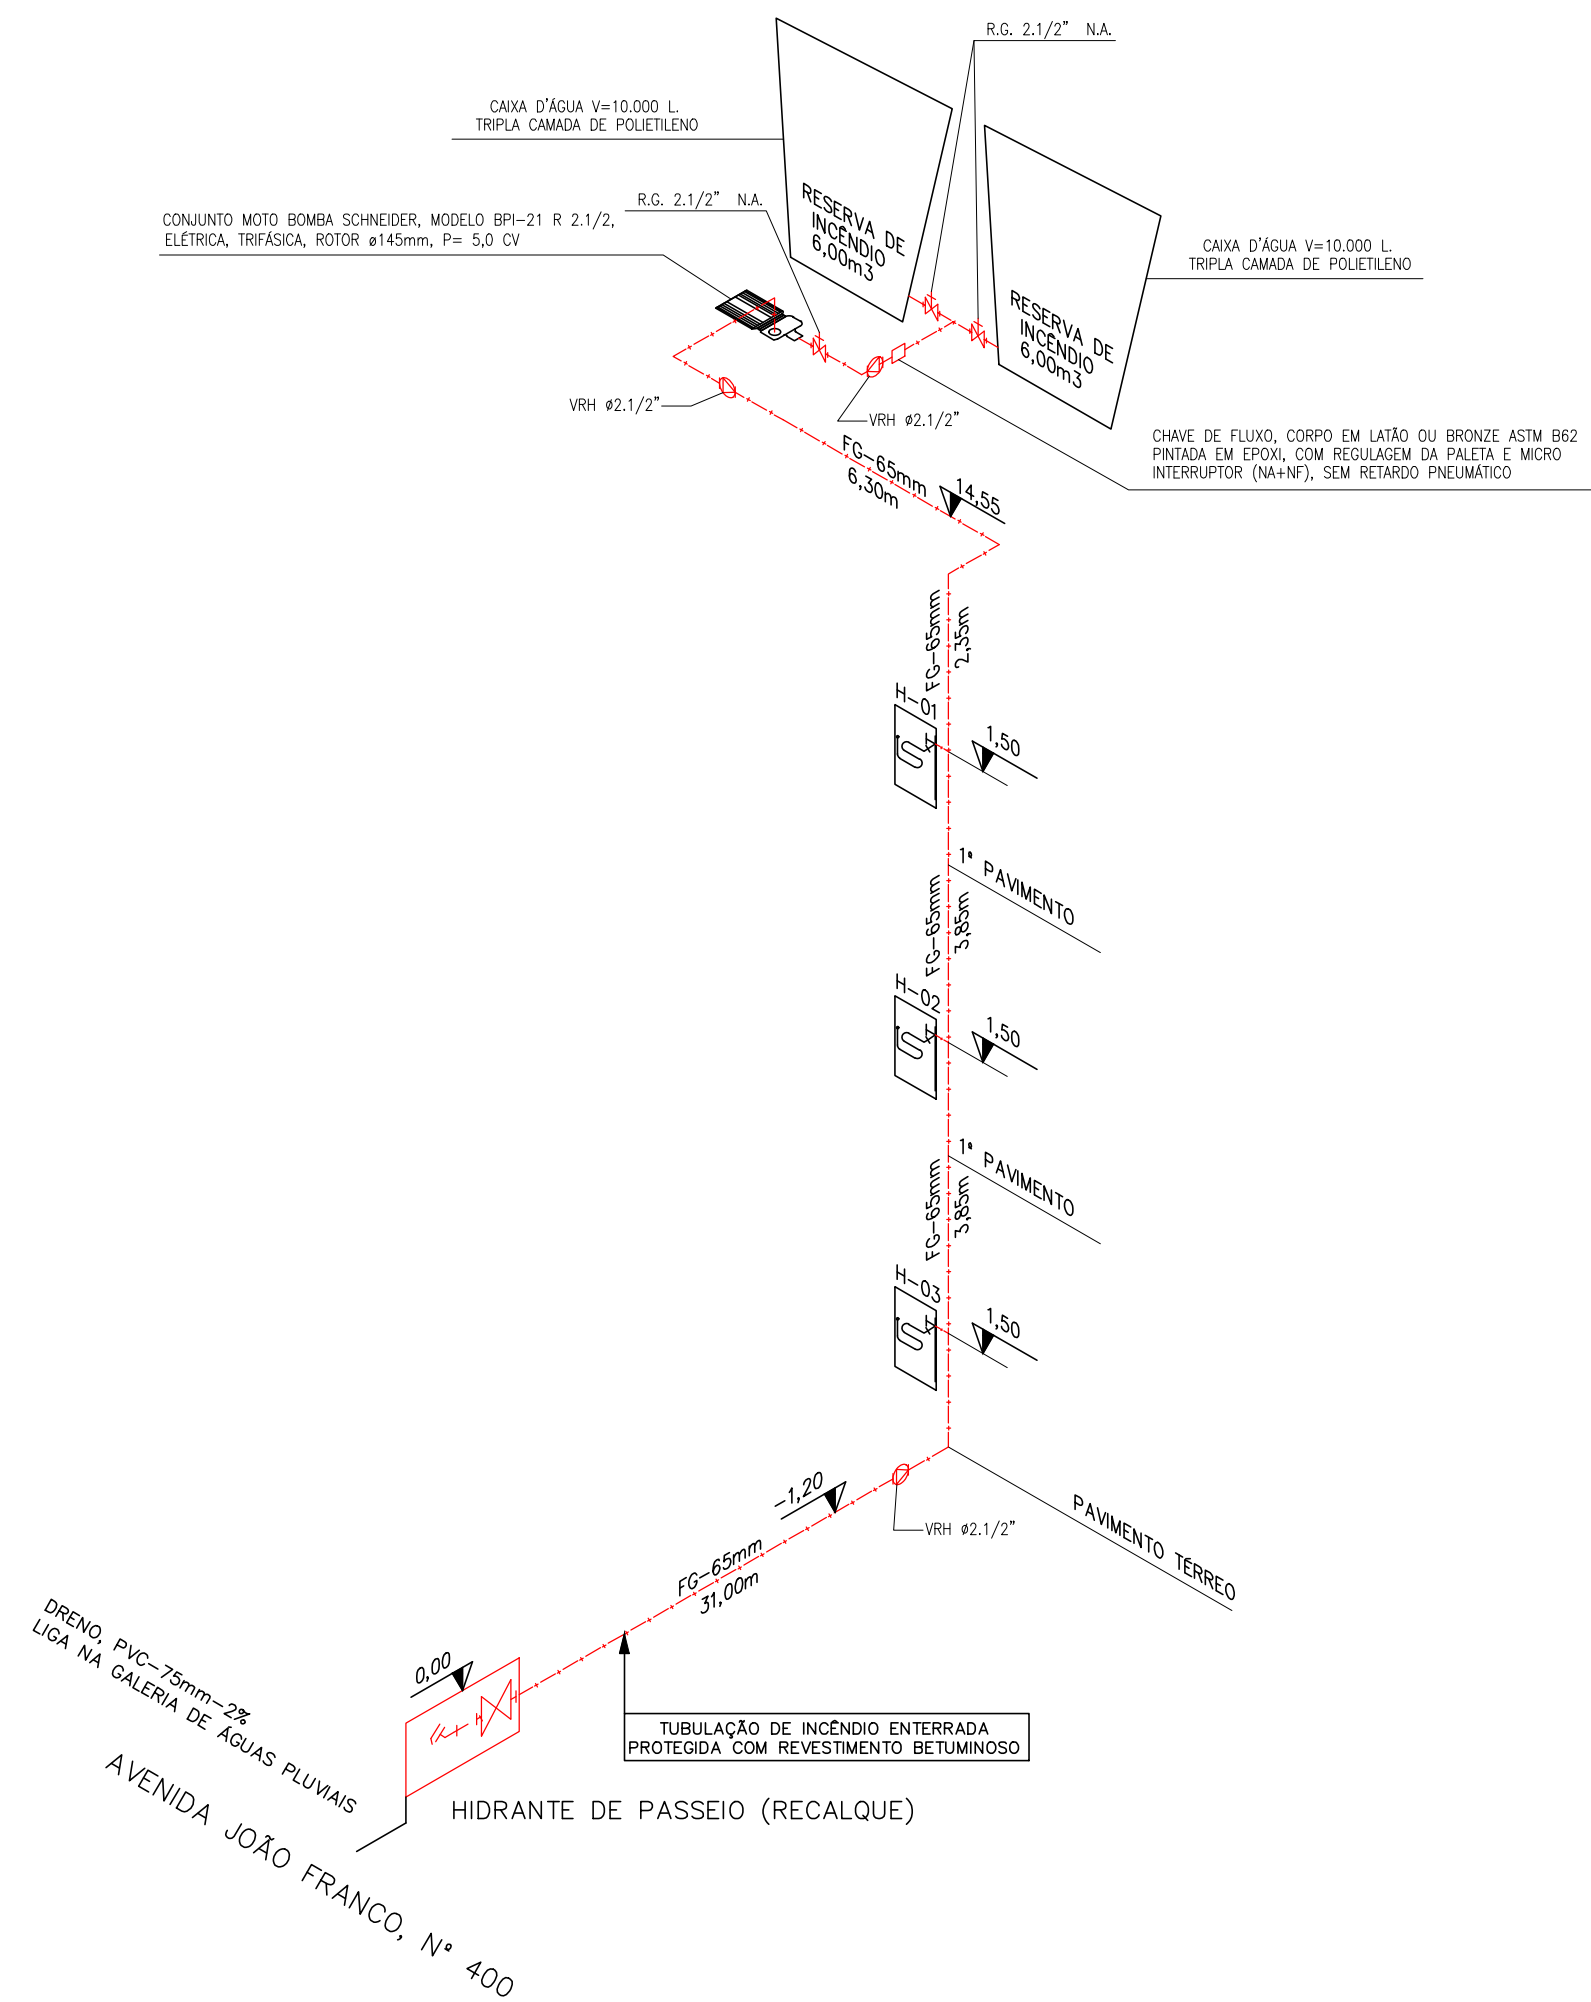 R.G. 2.1/2" N.A.
CAIXA D'ÁGUA V=10.000 L.
TRIPLA CAMADA DE POLIETILENO
R.G. 2.1/2" N.A.
CONJUNTO MOTO BOMBA SCHNEIDER, MODELO BPI-21 R 2.1/2,
ELÉTRICA, TRIFÁSICA, ROTOR ø145mm, P= 5,0 CV
RESERVA DE
INCÊNDIO
6,00m3
CAIXA D'ÁGUA V=10.000 L.
TRIPLA CAMADA DE POLIETILENO
RESERVA DE
INCÊNDIO
6,00m3
VRH ø2.1/2"
VRH ø2.1/2"
CHAVE DE FLUXO, CORPO EM LATÃO OU BRONZE ASTM B62
PINTADA EM EPOXI, COM REGULAGEM DA PALETA E MICRO
INTERRUPTOR (NA+NF), SEM RETARDO PNEUMÁTICO
FG-65mm
6,30m
14,55
FG-65mm
2,35m
H-01
1,50
1º PAVIMENTO
FG-65mm
3,85m
H-02
1,50
1º PAVIMENTO
FG-65mm
3,85m
H-03
1,50
-1,20
VRH ø2.1/2"
PAVIMENTO TÉRREO
FG-65mm
31,00m
0,00
DRENO, PVC-75mm-2%
LIGA NA GALERIA DE ÁGUAS PLUVIAIS
TUBULAÇÃO DE INCÊNDIO ENTERRADA
PROTEGIDA COM REVESTIMENTO BETUMINOSO
HIDRANTE DE PASSEIO (RECALQUE)
AVENIDA JOÃO FRANCO, Nº 400